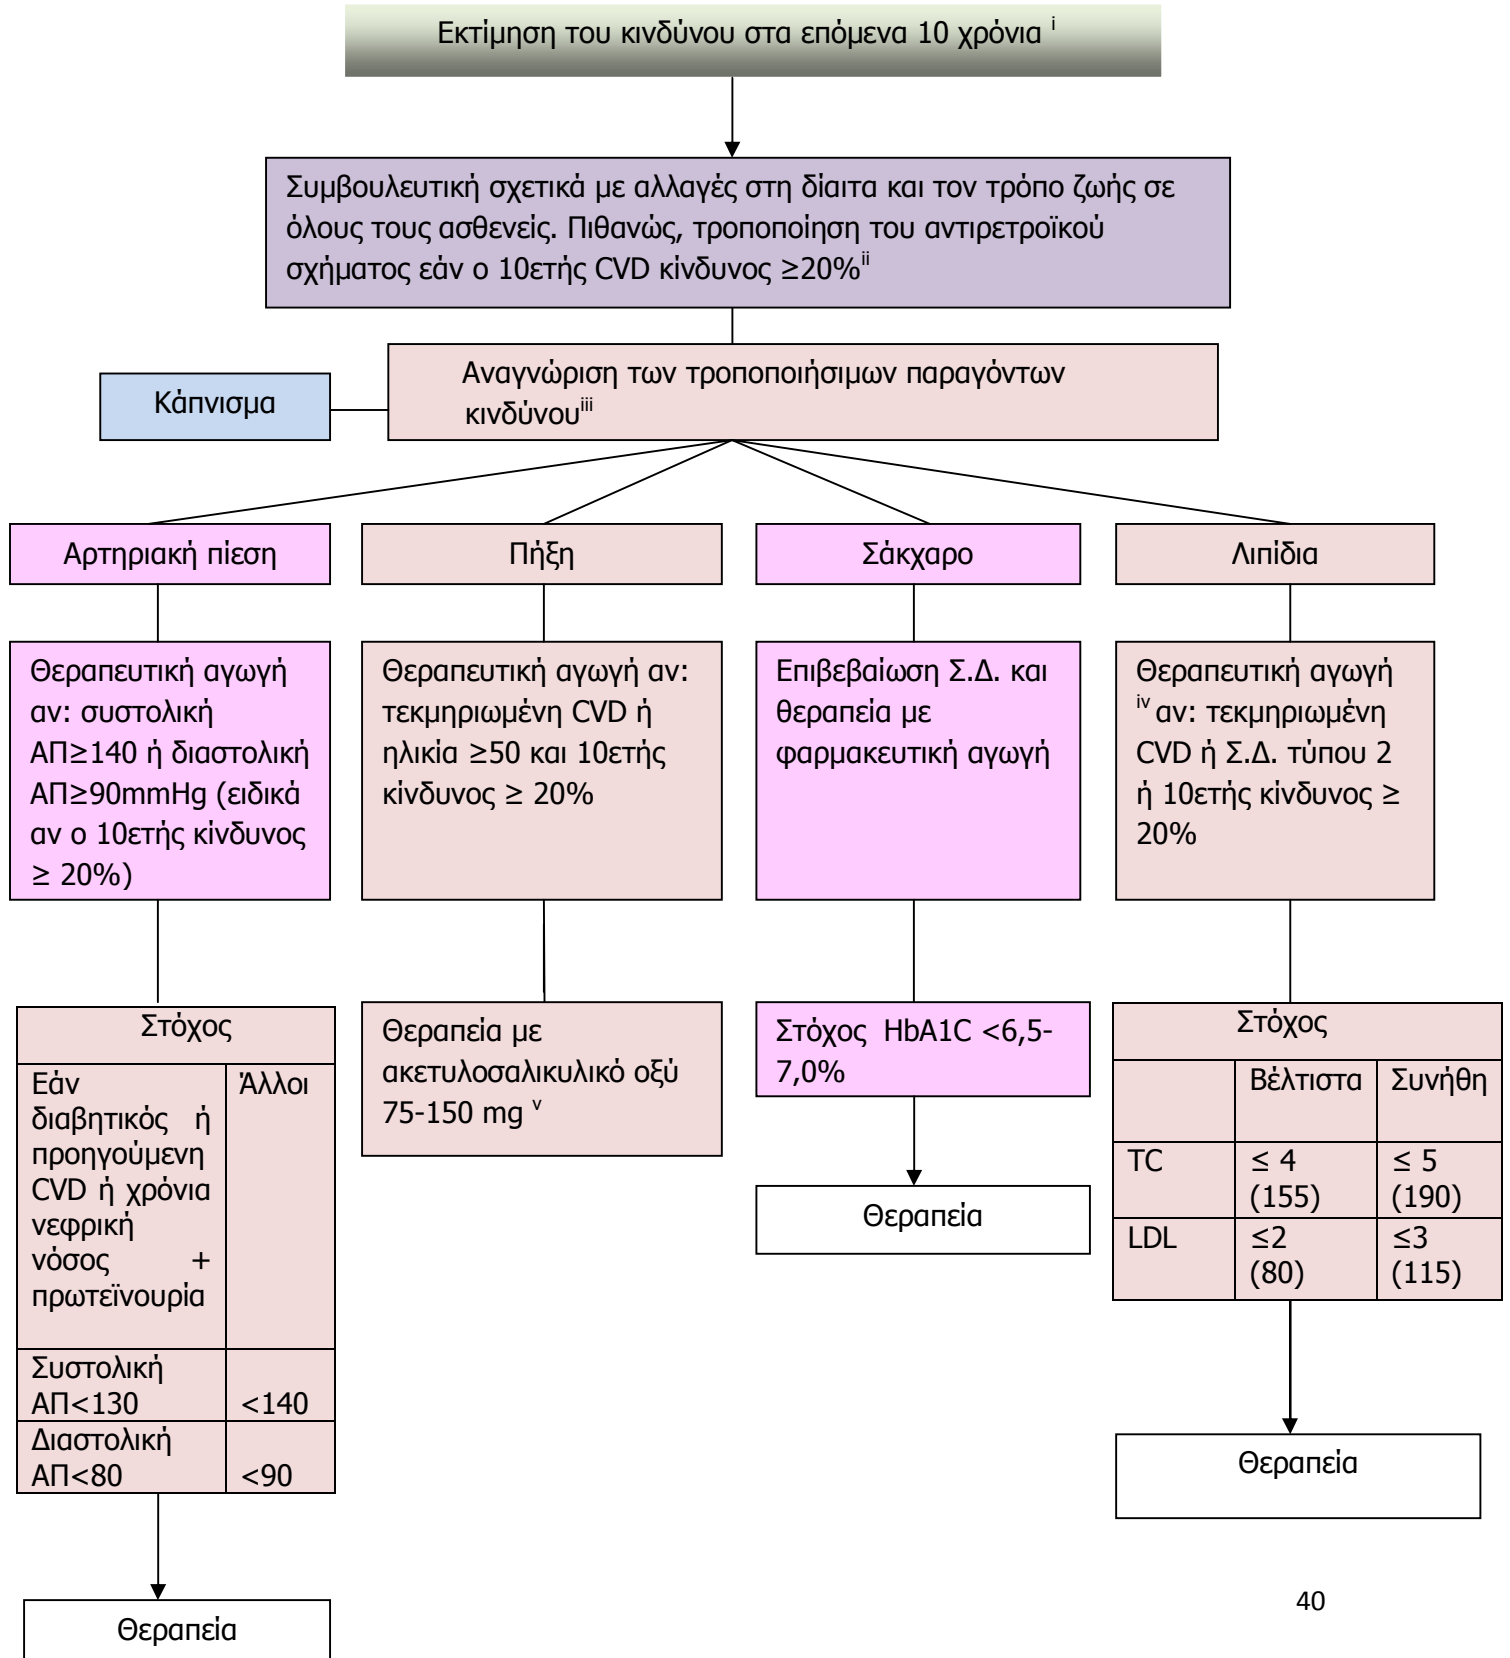 Εκτίμηση του κινδύνου στα επόμενα 10 χρόνια i
Συμβουλευτική σχετικά με αλλαγές στη δίαιτα και τον τρόπο ζωής σε
όλους τους ασθενείς. Πιθανώς, τροποποίηση του αντιρετροϊκού
σχήματος εάν ο 10ετής CVD κίνδυνος ≥20%ii
Αναγνώριση των τροποποιήσιμων παραγόντων
κινδύνουiii
Κάπνισμα
Αρτηριακή πίεση
Θεραπευτική αγωγή
αν: συστολική
ΑΠ≥140 ή διαστολική
ΑΠ≥90mmHg (ειδικά
αν ο 10ετής κίνδυνος
≥ 20%)
Στόχος
Εάν
διαβητικός ή
προηγούμενη
CVD ή χρόνια
νεφρική
νόσος +
πρωτεϊνουρία
Άλλοι
Συστολική
ΑΠ<130
<140
Διαστολική
ΑΠ<80
<90
Θεραπεία
Πήξη
Θεραπευτική αγωγή αν:
τεκμηριωμένη CVD ή
ηλικία ≥50 και 10ετής
κίνδυνος ≥ 20%
Θεραπεία με
ακετυλοσαλικυλικό οξύ
75-150 mg v
Σάκχαρο
Επιβεβαίωση Σ.Δ. και
θεραπεία με
φαρμακευτική αγωγή
Στόχος HbA1C <6,5-
7,0%
Θεραπεία
Λιπίδια
Θεραπευτική αγωγή
iv αν: τεκμηριωμένη
CVD ή Σ.Δ. τύπου 2
ή 10ετής κίνδυνος ≥
20%
Στόχος
Βέλτιστα Συνήθη
TC ≤ 4 ≤ 5
(155) (190)
LDL ≤2 ≤3
(80) (115)
Θεραπεία
40